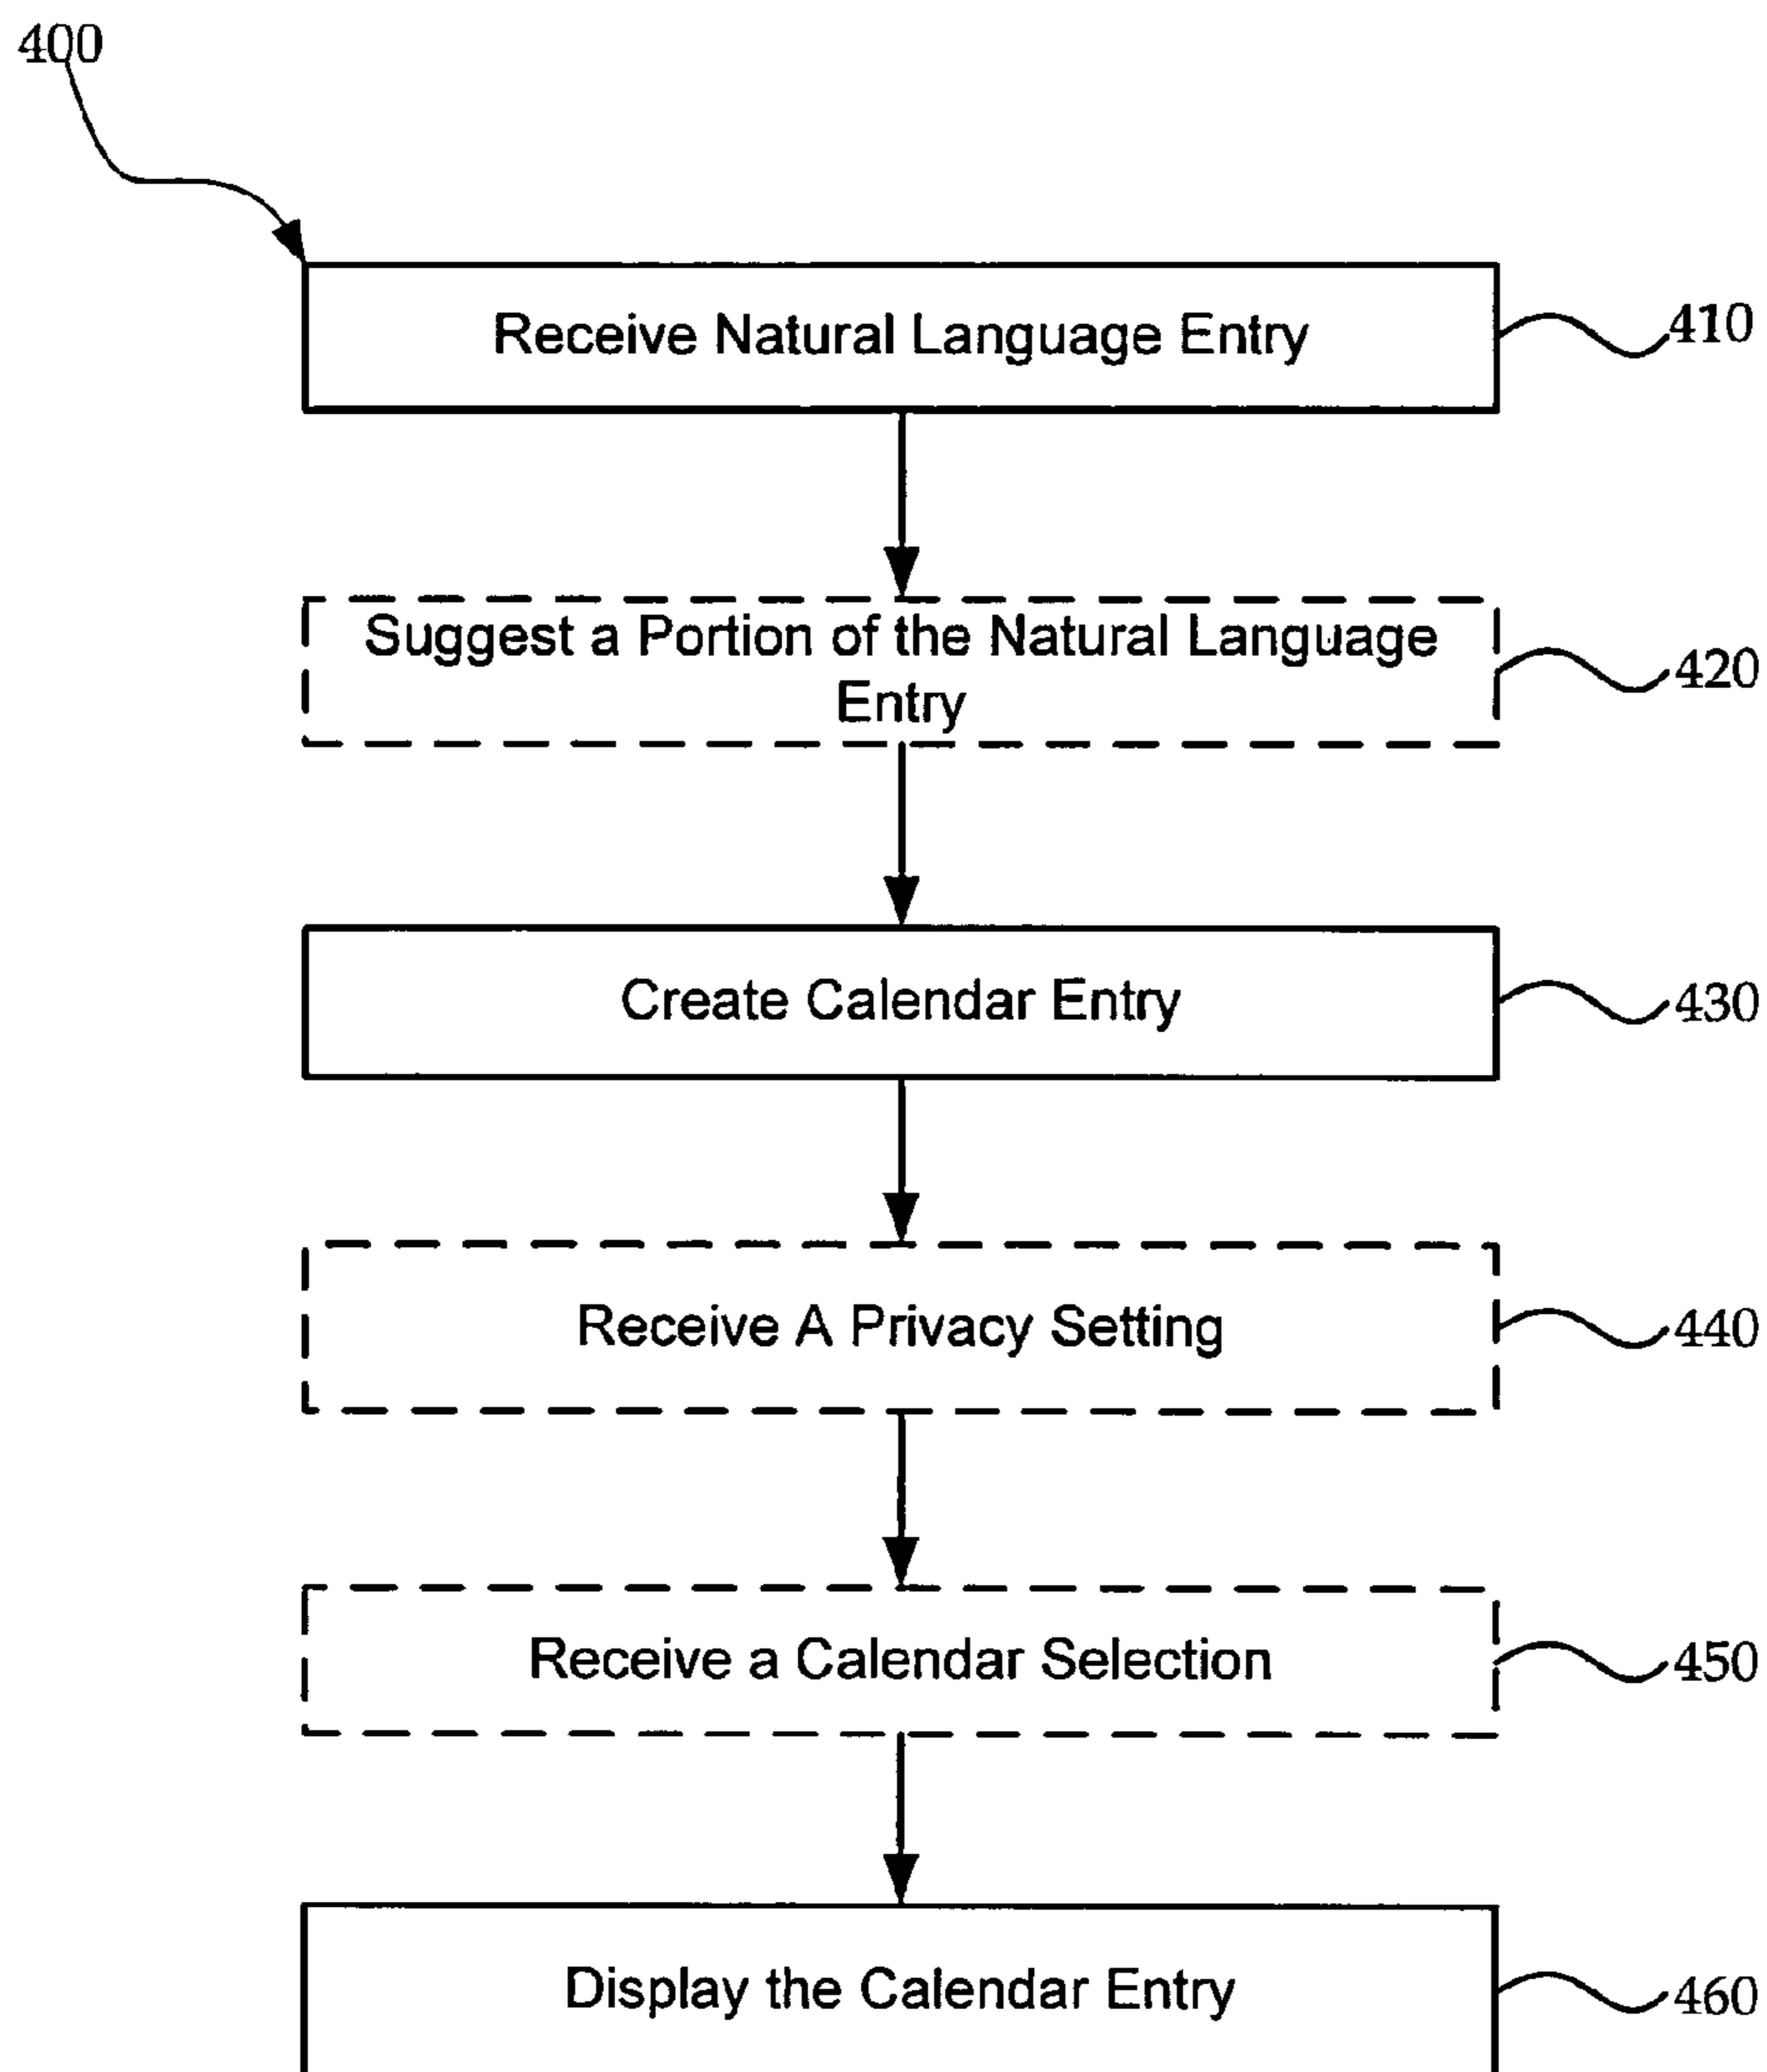 400
Receive Natural Language Entry
410
Suggest a Portion of the Natural Language
Entry
420
Create Calendar Entry
430
Receive A Privacy Setting
440
Receive a Calendar Selection
450
Display the Calendar Entry
460